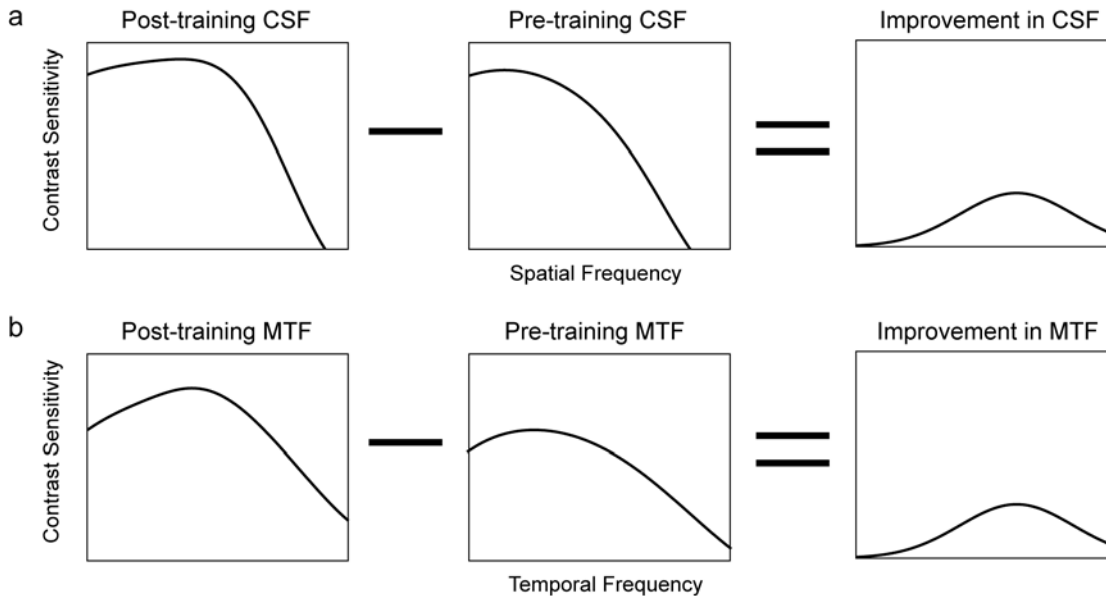 a
Post-training CSF
Pre-training CSF
Improvement in CSF
Contrast Sensitivity
Spatial Frequency
b
Post-training MTF
Pre-training MTF
Improvement in MTF
Contrast Sensitivity
Temporal Frequency